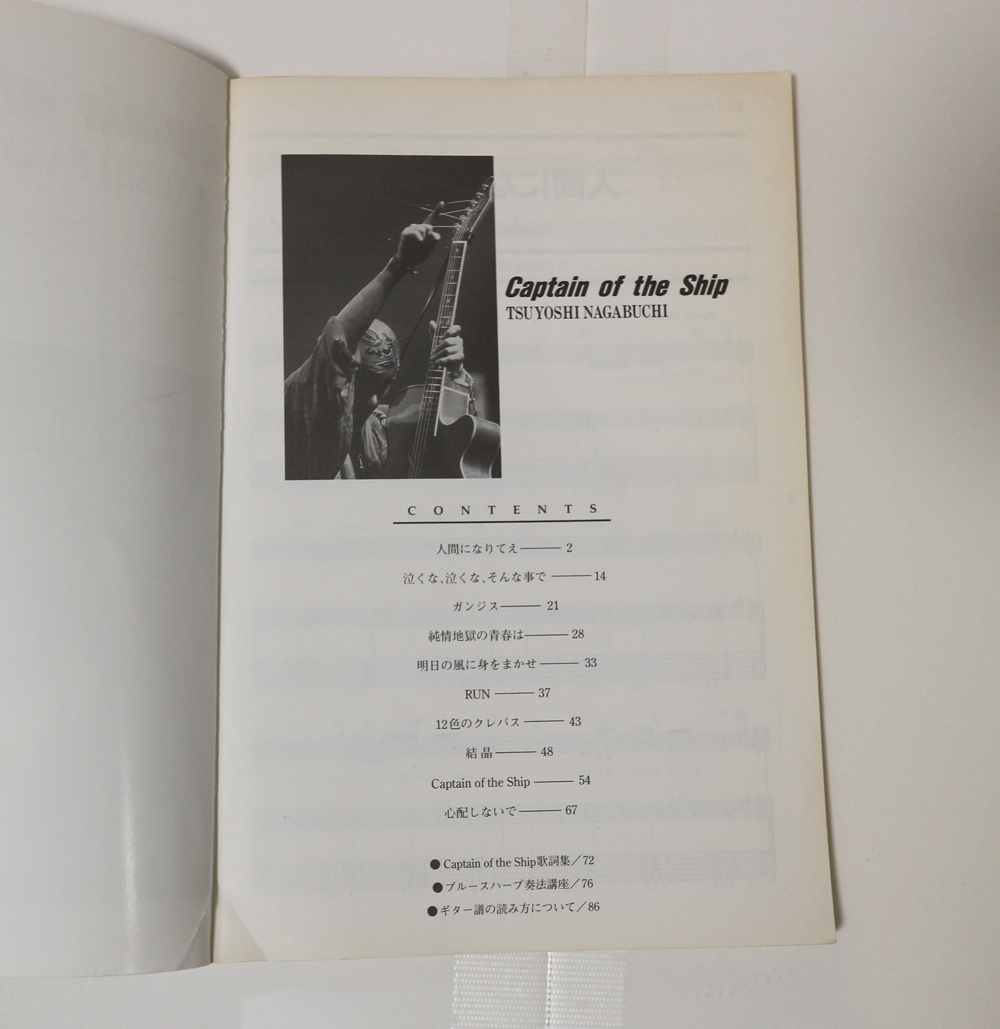 Captain of the Ship
TSUYOSHI NAGABUCHI
CONTENTS
人間になりてえ——— 2
泣くな、泣くな、そんな事で ——— 14
ガンジス——— 21
純情地獄の青春は——— 28
明日の風に身をまかせ ——— 33
RUN ——— 37
12色のクレパス ——— 43
結晶——— 48
Captain of the Ship ——— 54
心配しないで——— 67
●Captain of the Ship歌詞集／72
●ブルースハープ奏法講座／76
●ギター譜の読み方について／86